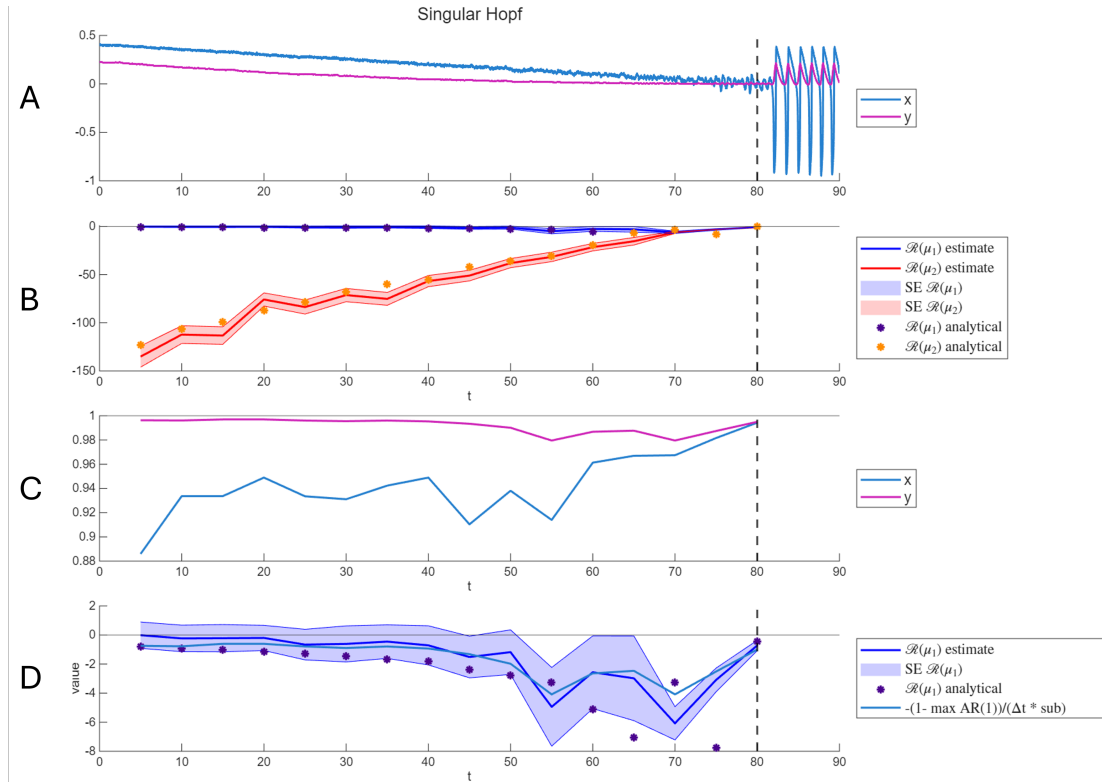 Singular Hopf
A
0.5
0
0.5
-1
0
10
20
30
40
50
60
70
80
90
x
y
B
0
-50
-100
-150
0
10
20
30
40
50
60
70
80
90
t
ℛ(μ₁) estimate
ℛ(μ₂) estimate
SE ℛ(μ₁)
SE ℛ(μ₂)
ℛ(μ₁) analytical
ℛ(μ₂) analytical
C
1
0.98
0.96
0.94
0.92
0.9
0.88
0
10
20
30
40
50
60
70
80
90
t
x
y
D
value
2
0
-2
-4
-6
-8
0
10
20
30
40
50
60
70
80
90
t
ℛ(μ₁) estimate
SE ℛ(μ₁)
ℛ(μ₁) analytical
-(1- max AR(1))/(Δt * sub)